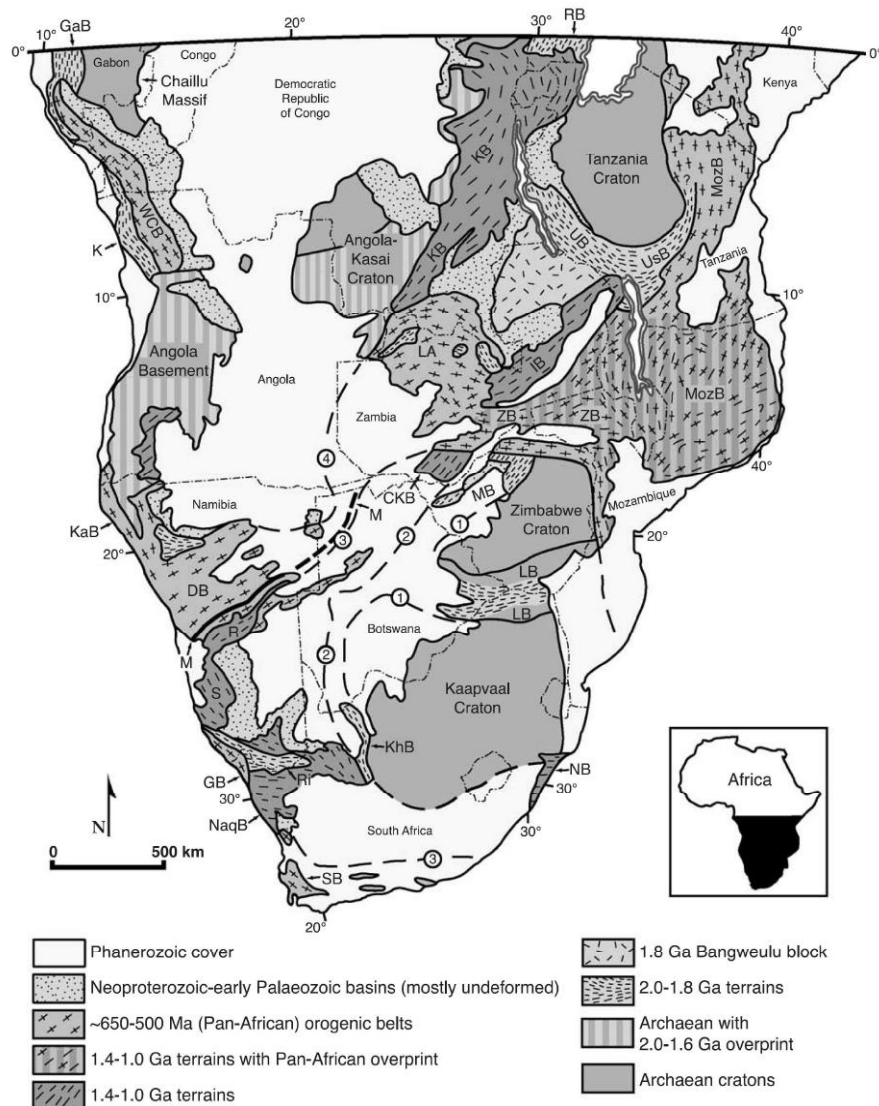 GaB
10°
20°
30°
RB
40°
0°
0°
Gabon
Congo
Chaillu
Massif
Democratic
Republic
of Congo
Kenya
KB
Tanzania
Craton
MozB
?
WCB
K
Angola-
Kasai
Craton
KB
UB
UsB
Tanzania
10°
10°
Angola
Basement
Angola
LA
IB
Zambia
ZB
ZB
MozB
40°
4
CKB
MB
Namibia
M
Zimbabwe
Craton
Mozambique
KaB
20°
3
2
1
20°
DB
LB
LB
R
1
Botswana
M
2
S
Kaapvaal
Craton
KhB
GB
RI
NB
30°
30°
NaqB
South Africa
30°
N
0
500 km
3
SB
20°
Africa
Phanerozoic cover
Neoproterozoic-early Palaeozoic basins (mostly undeformed)
~650-500 Ma (Pan-African) orogenic belts
1.4-1.0 Ga terrains with Pan-African overprint
1.4-1.0 Ga terrains
1.8 Ga Bangweulu block
2.0-1.8 Ga terrains
Archaean with
2.0-1.6 Ga overprint
Archaean cratons